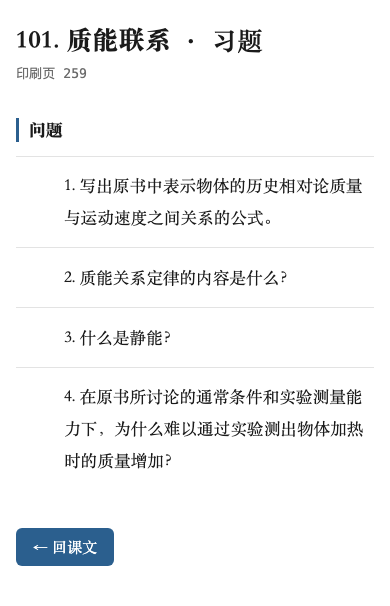 101. 质能联系 · 习题
印刷页 259
问题
1. 写出原书中表示物体的历史相对论质量
与运动速度之间关系的公式。
2. 质能关系定律的内容是什么?
3. 什么是静能?
4. 在原书所讨论的通常条件和实验测量能
力下，为什么难以通过实验测出物体加热
时的质量增加?
← 回课文